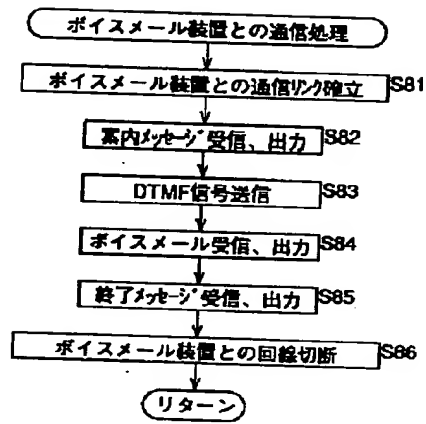 ボイスメール装置との通信処理
ボイスメール装置との通信リンク確立 S81
案内メッセージ受信、出力 S82
DTMF信号送信 S83
ボイスメール受信、出力 S84
終了メッセージ受信、出力 S85
ボイスメール装置との回線切断 S86
リターン